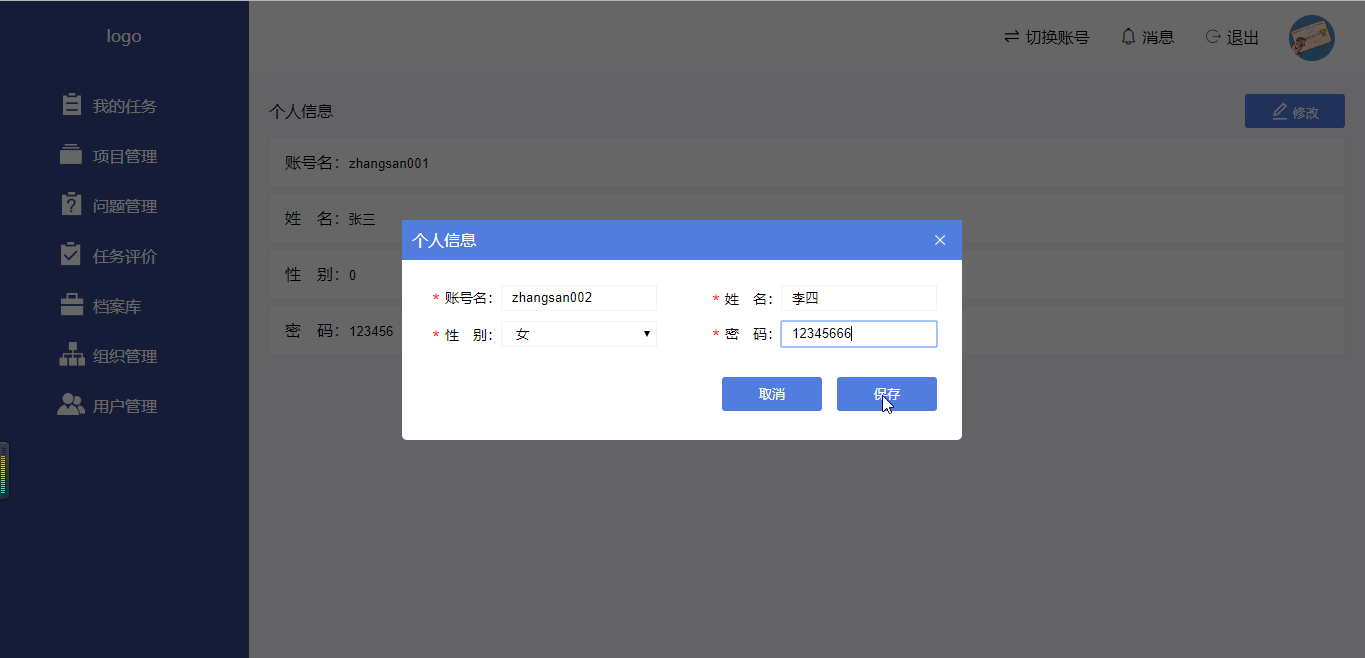 logo
切换账号
消息
退出
我的任务
项目管理
问题管理
任务评价
档案库
组织管理
用户管理
个人信息
修改
账号名：zhangsan001
姓 名：张三
性 别：0
密 码：123456
个人信息
* 账号名： zhangsan002
* 姓 名： 李四
* 性 别： 女
* 密 码： 12345666
取消
保存